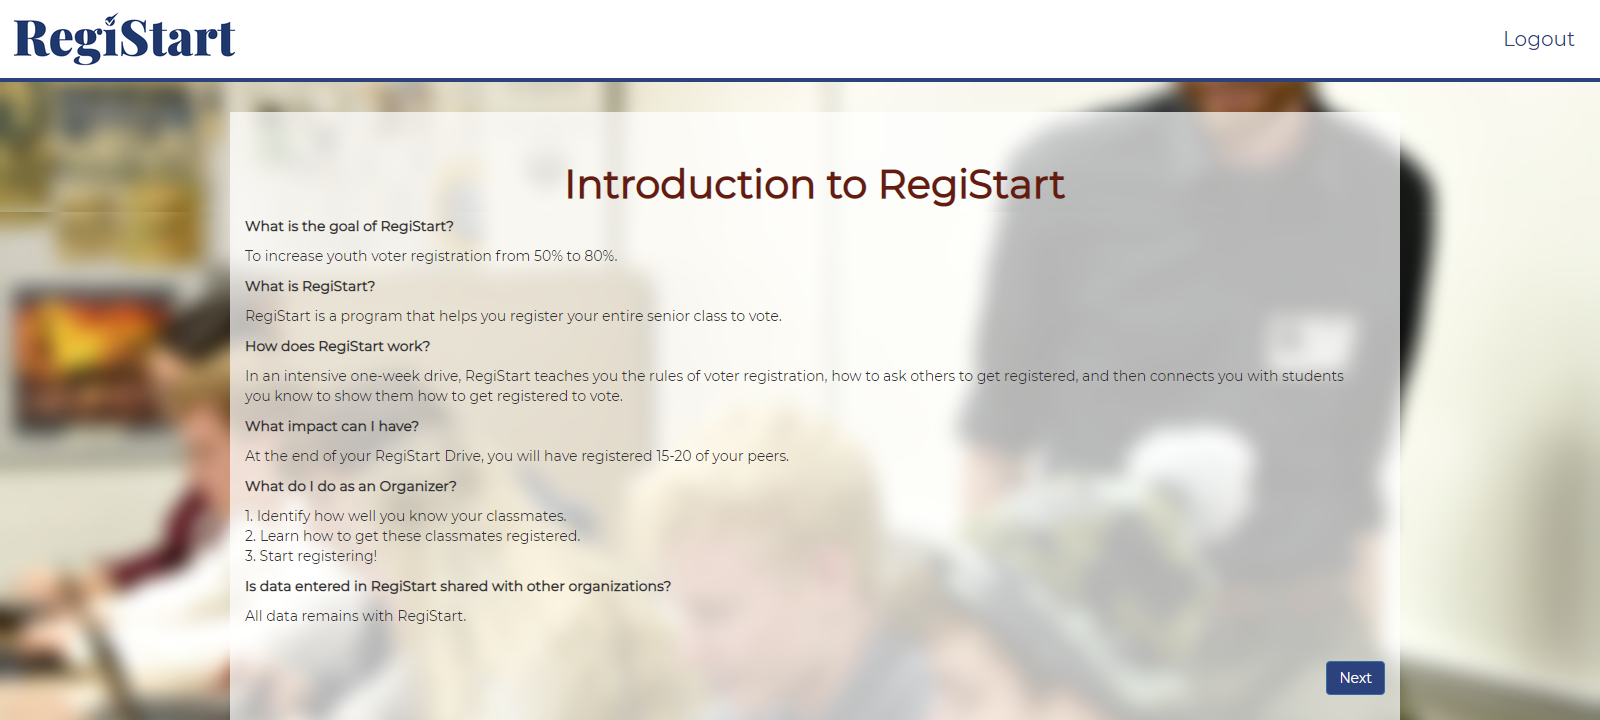 RegiStart
Logout
Introduction to RegiStart
What is the goal of RegiStart?
To increase youth voter registration from 50% to 80%.
What is RegiStart?
RegiStart is a program that helps you register your entire senior class to vote.
How does RegiStart work?
In an intensive one-week drive, RegiStart teaches you the rules of voter registration, how to ask others to get registered, and then connects you with students
you know to show them how to get registered to vote.
What impact can I have?
At the end of your RegiStart Drive, you will have registered 15-20 of your peers.
What do I do as an Organizer?
1. Identify how well you know your classmates.
2. Learn how to get these classmates registered.
3. Start registering!
Is data entered in RegiStart shared with other organizations?
All data remains with RegiStart.
Next